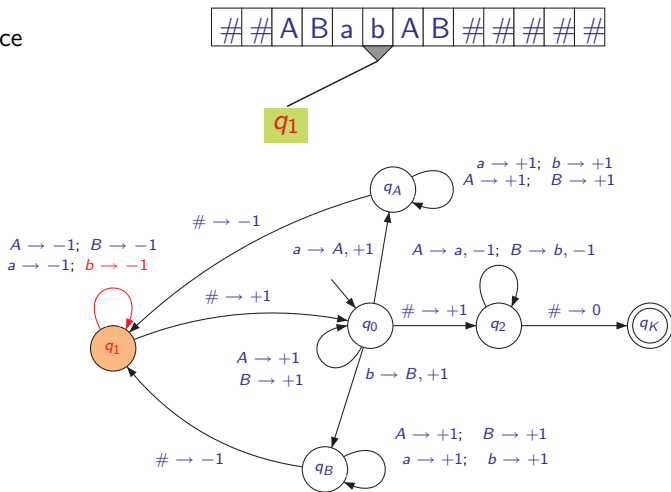 # # A B a b A B # # # # #
ce
q1
a → +1; b → +1
A → +1; B → +1
qA
# → −1
A → −1; B → −1
a → −1; b → −1
a → A, +1
A → a, −1; B → b, −1
# → +1
# → +1
# → 0
q1
q0
q2
qK
A → +1
B → +1
b → B, +1
A → +1; B → +1
a → +1; b → +1
# → −1
qB